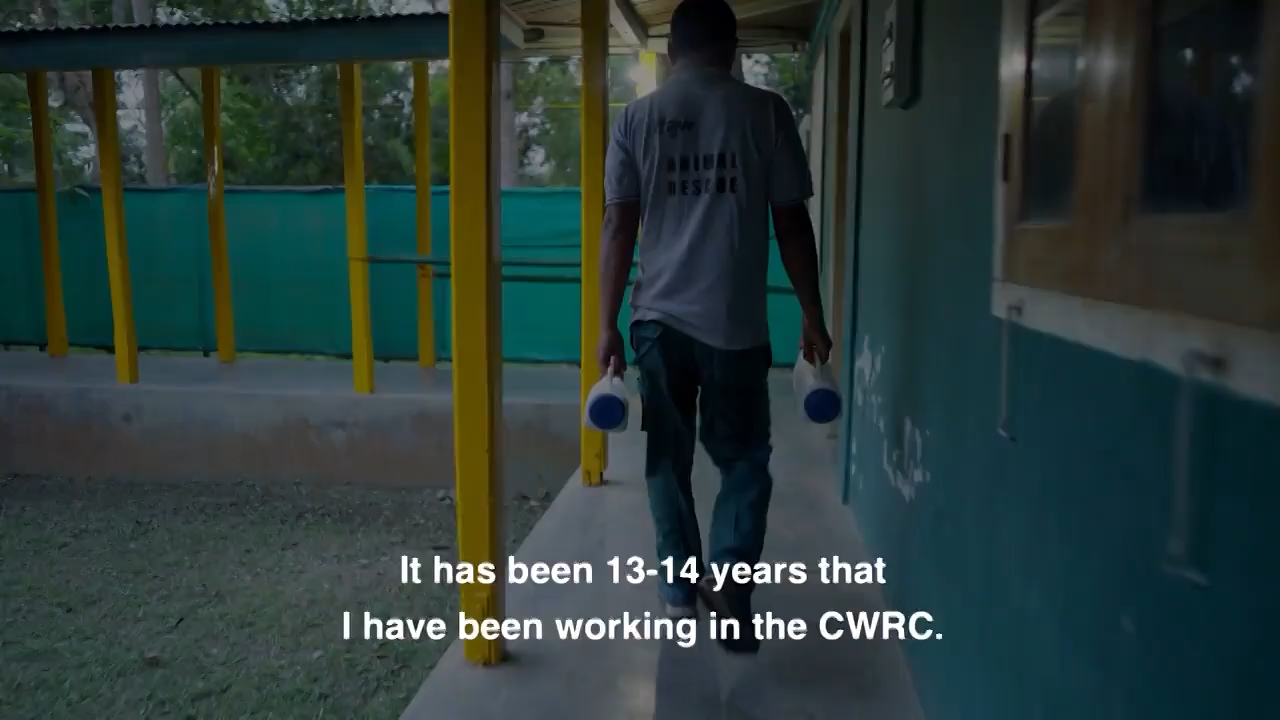 ANIMAL
RESCUE
It has been 13-14 years that
I have been working in the CWRC.